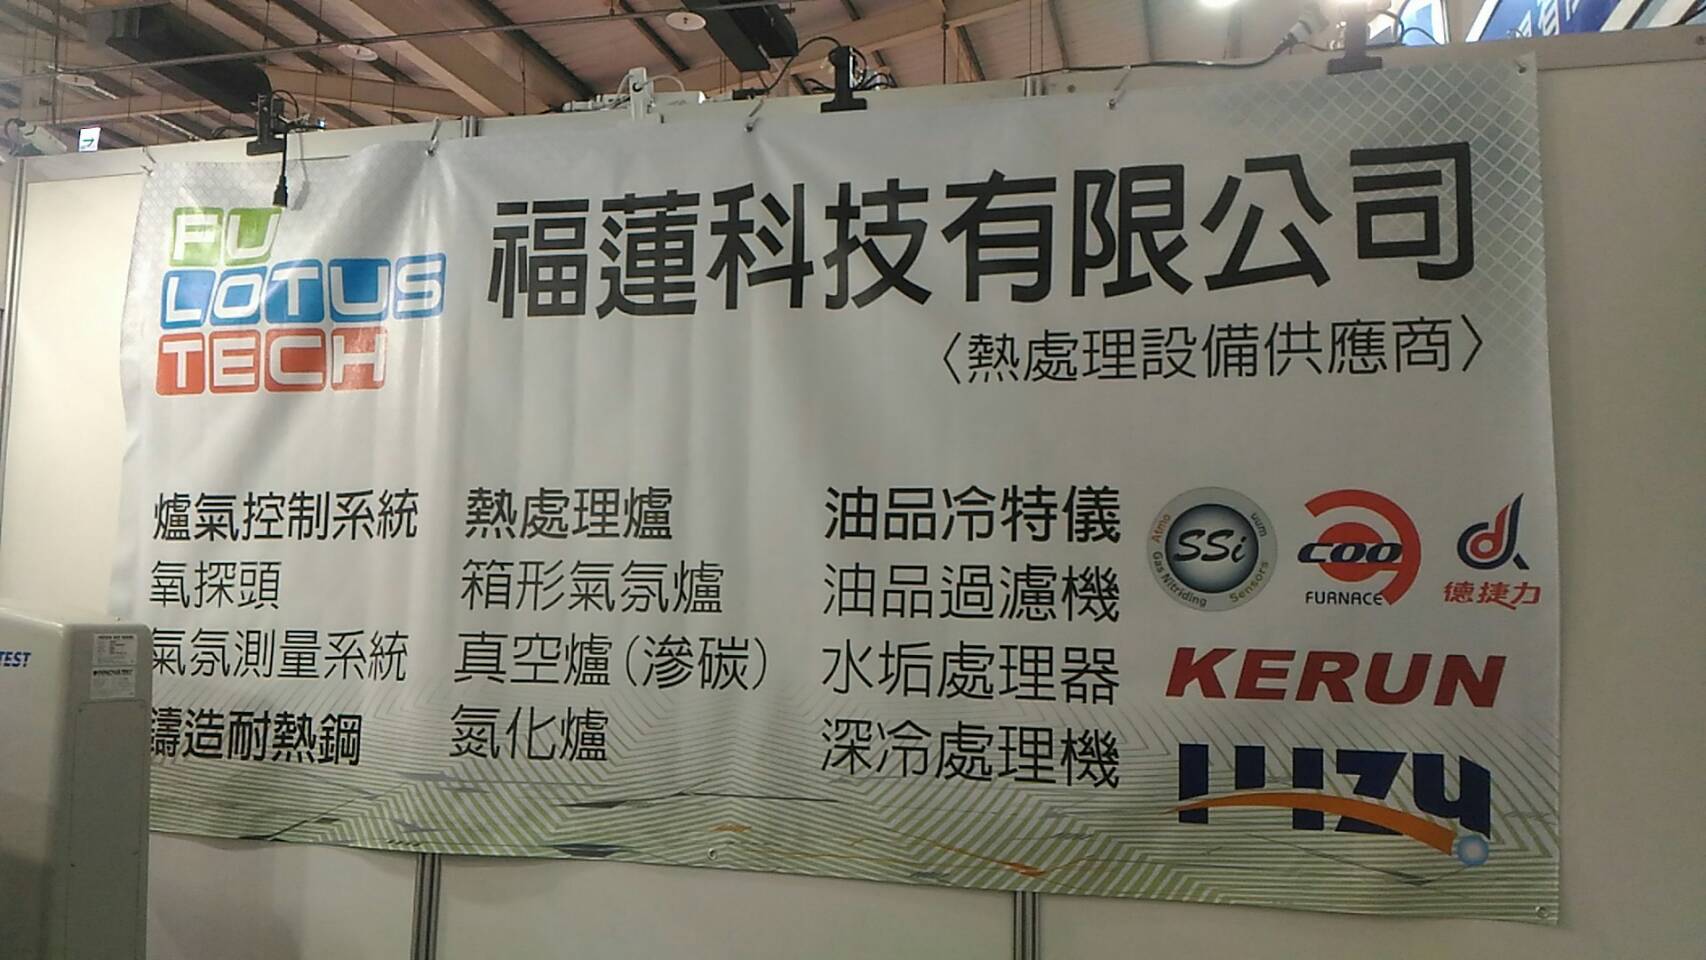 FU
LOTUS
TECH
福蓮科技有限公司
〈熱處理設備供應商〉
爐氣控制系統
氧探頭
氣氛測量系統
鑄造耐熱鋼
熱處理爐
箱形氣氛爐
真空爐(滲碳)
氮化爐
油品冷特儀
油品過濾機
水垢處理器
深冷處理機
SSi
Gas Nitriding
Sensors
COO
FURNACE
德捷力
KERUN
TEST